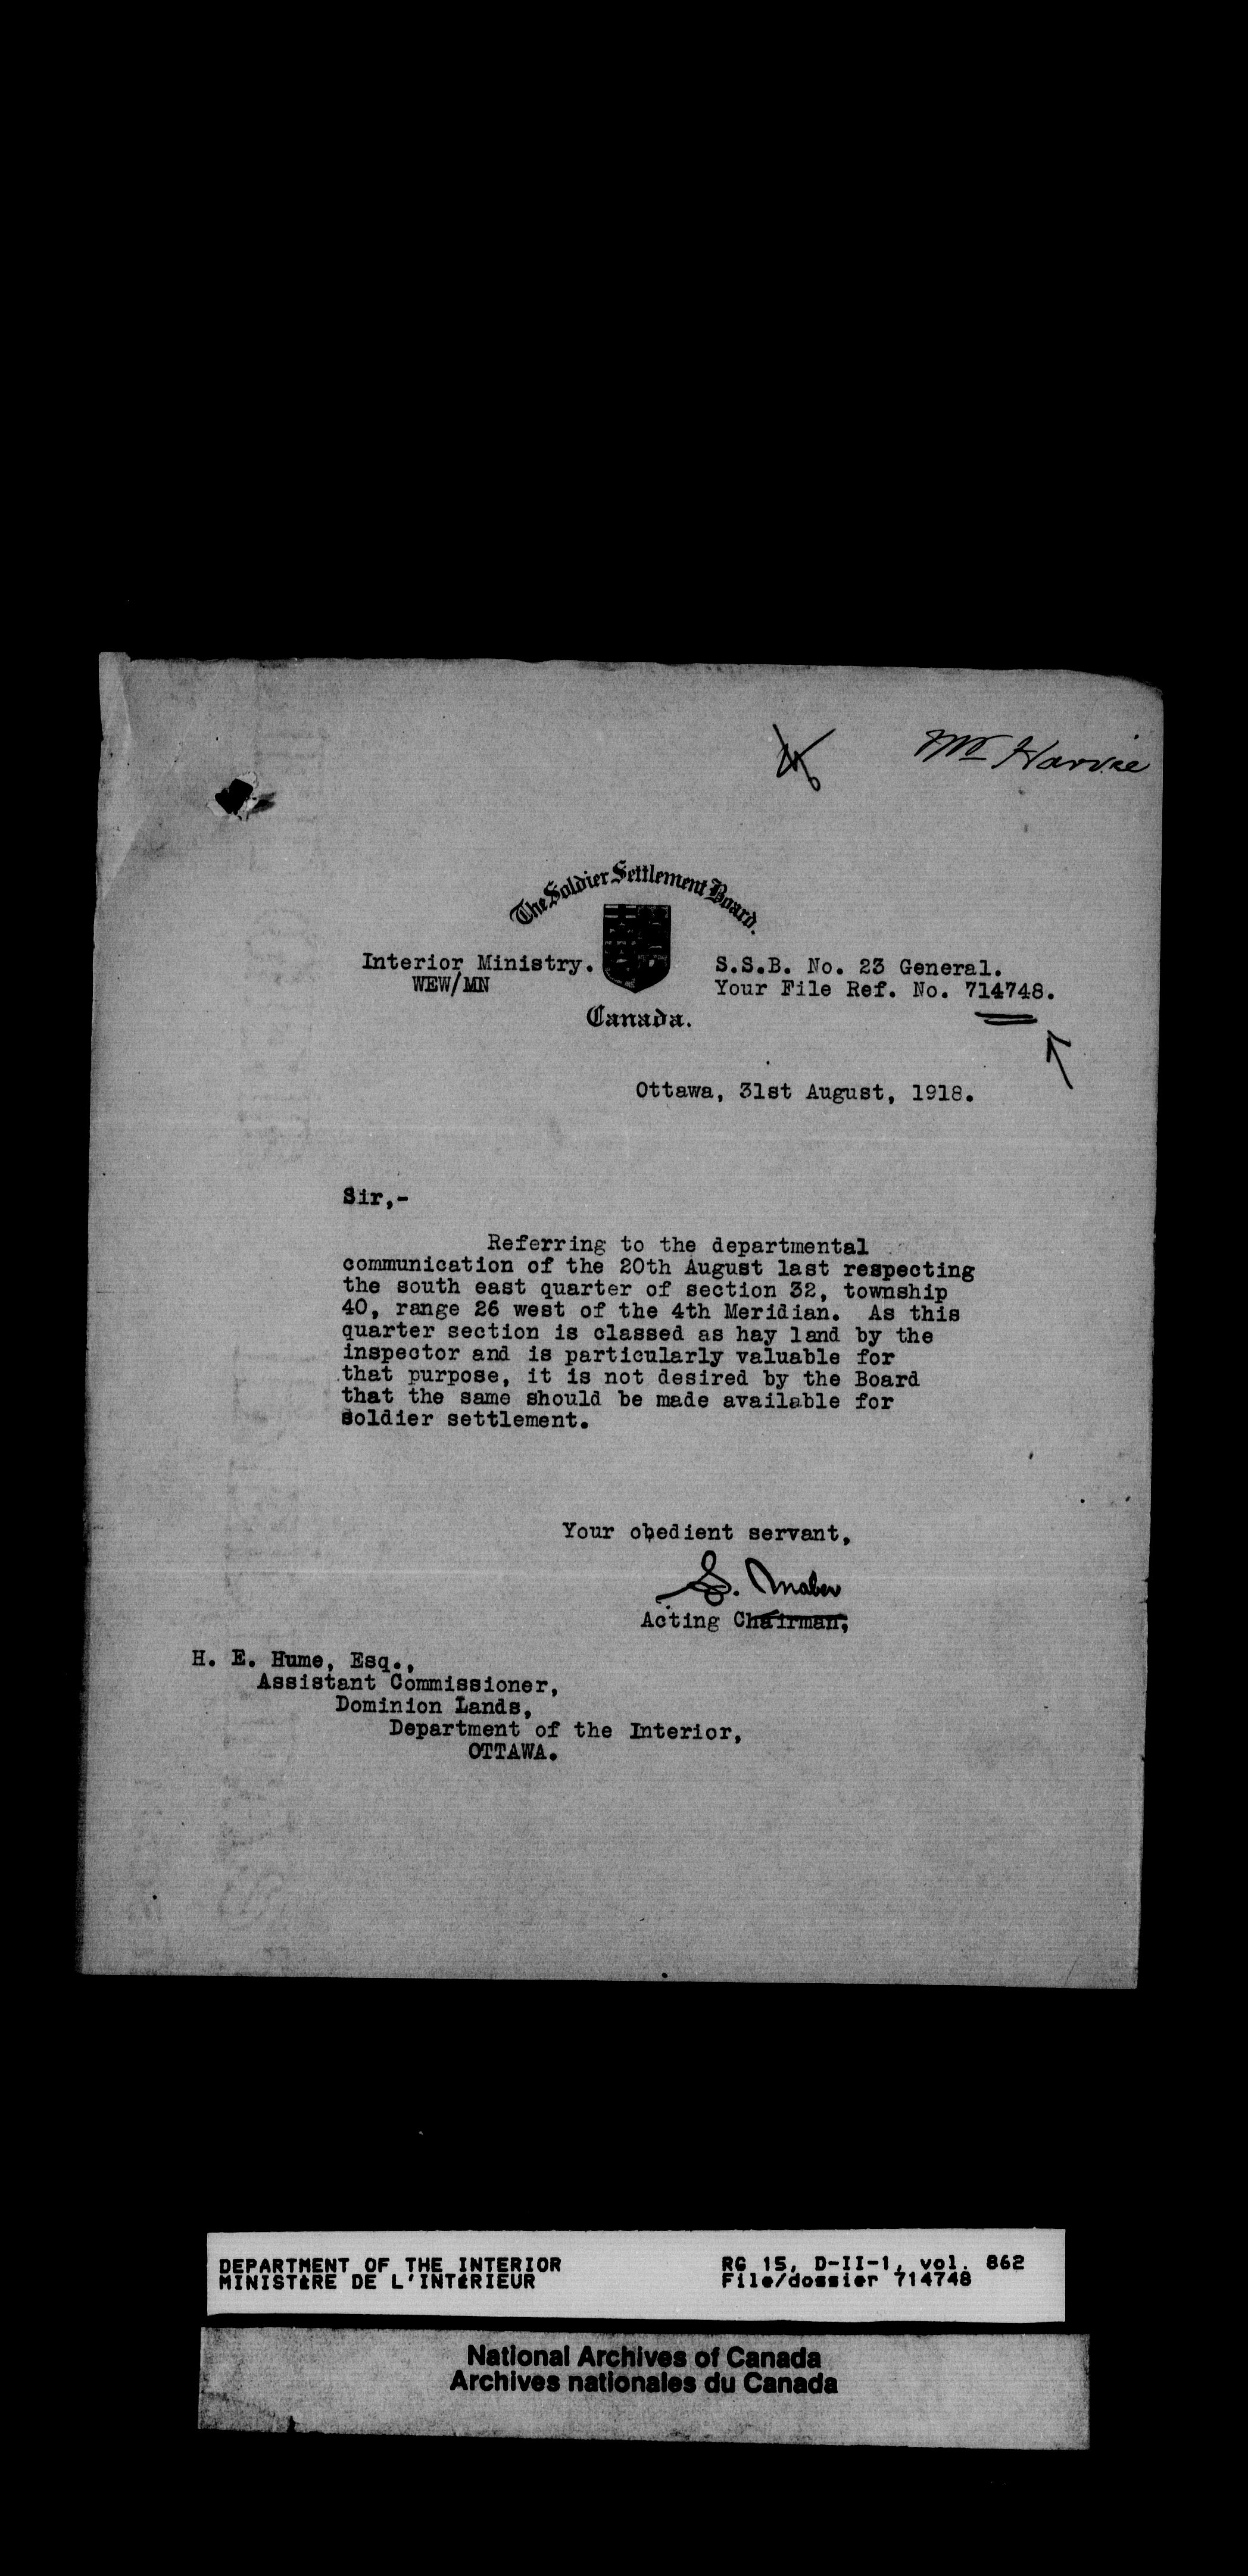 Mr Harvie
The Soldier Settlement Board.
Interior Ministry.
WEW/MN
S.S.B. No. 23 General.
Your File Ref. No. 714748.
Canada.
Ottawa, 31st August, 1918.
Sir,-
Referring to the departmental
communication of the 20th August last respecting
the south east quarter of section 32, township
40, range 26 west of the 4th Meridian. As this
quarter section is classed as hay land by the
inspector and is particularly valuable for
that purpose, it is not desired by the Board
that the same should be made available for
soldier settlement.
Your obedient servant,
S. Maber
Acting Chairman,
H. E. Hume, Esq.,
Assistant Commissioner,
Dominion Lands,
Department of the Interior,
OTTAWA.
DEPARTMENT OF THE INTERIOR
MINISTÈRE DE L'INTÉRIEUR
RG 15, D-II-1, vol. 862
File/dossier 714748
National Archives of Canada
Archives nationales du Canada